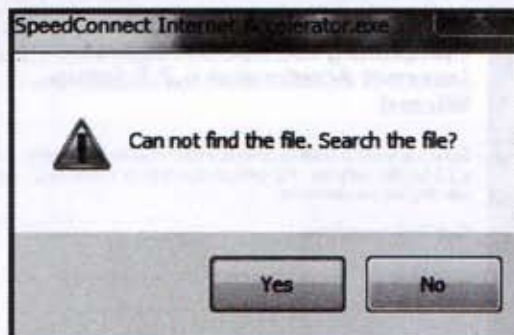 SpeedConnect Internet Accelerator.exe
Can not find the file. Search the file?
Yes
No